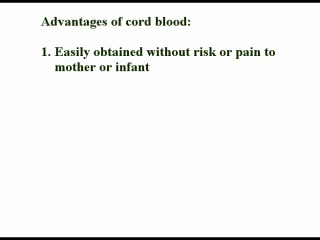 Advantages of cord blood:
1. Easily obtained without risk or pain to
mother or infant